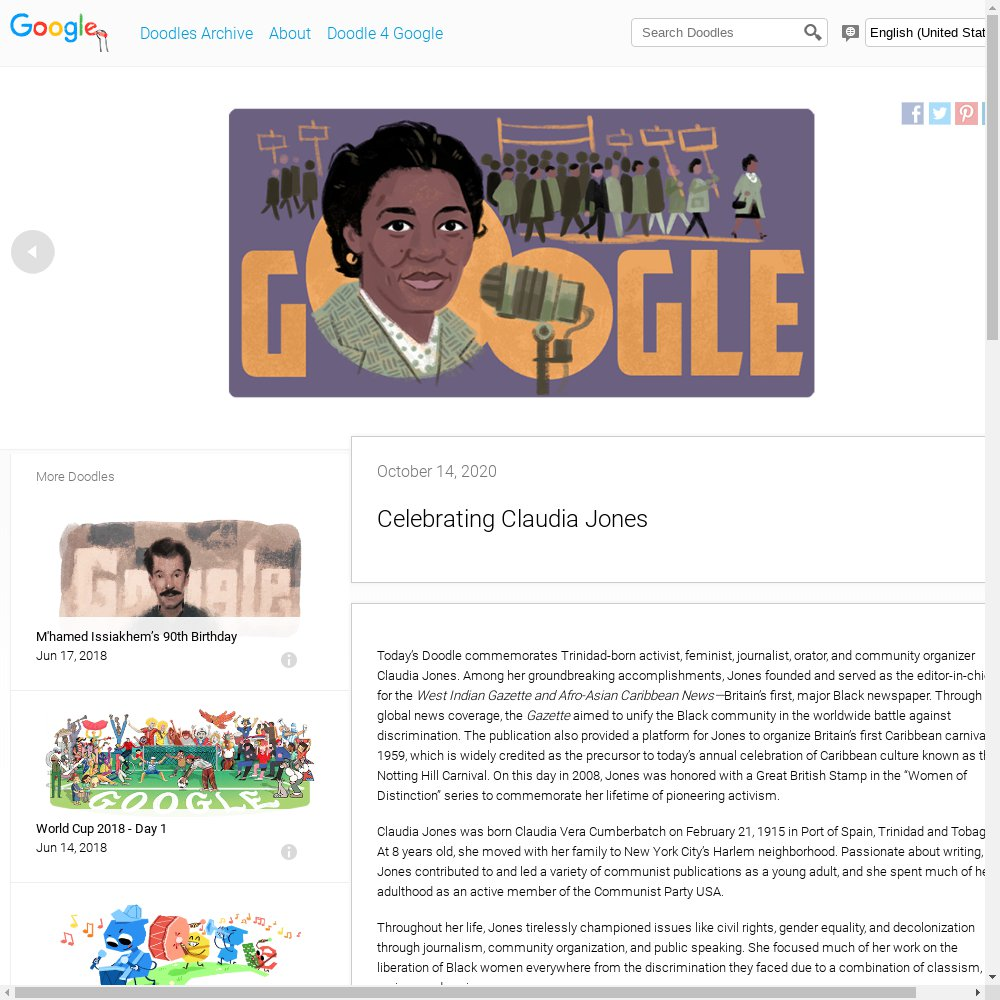 Google
Doodles Archive
About
Doodle 4 Google
Search Doodles
English (United Stat
GOOGLE
October 14, 2020
Celebrating Claudia Jones
More Doodles
Google
M'hamed Issiakhem’s 90th Birthday
Jun 17, 2018
GOOGLE
World Cup 2018 - Day 1
Jun 14, 2018
Today’s Doodle commemorates Trinidad-born activist, feminist, journalist, orator, and community organizer
Claudia Jones. Among her groundbreaking accomplishments, Jones founded and served as the editor-in-chi
for the West Indian Gazette and Afro-Asian Caribbean News—Britain’s first, major Black newspaper. Through
global news coverage, the Gazette aimed to unify the Black community in the worldwide battle against
discrimination. The publication also provided a platform for Jones to organize Britain’s first Caribbean carniva
1959, which is widely credited as the precursor to today’s annual celebration of Caribbean culture known as th
Notting Hill Carnival. On this day in 2008, Jones was honored with a Great British Stamp in the “Women of
Distinction” series to commemorate her lifetime of pioneering activism.
Claudia Jones was born Claudia Vera Cumberbatch on February 21, 1915 in Port of Spain, Trinidad and Tobag
At 8 years old, she moved with her family to New York City’s Harlem neighborhood. Passionate about writing,
Jones contributed to and led a variety of communist publications as a young adult, and she spent much of he
adulthood as an active member of the Communist Party USA.
Throughout her life, Jones tirelessly championed issues like civil rights, gender equality, and decolonization
through journalism, community organization, and public speaking. She focused much of her work on the
liberation of Black women everywhere from the discrimination they faced due to a combination of classism,